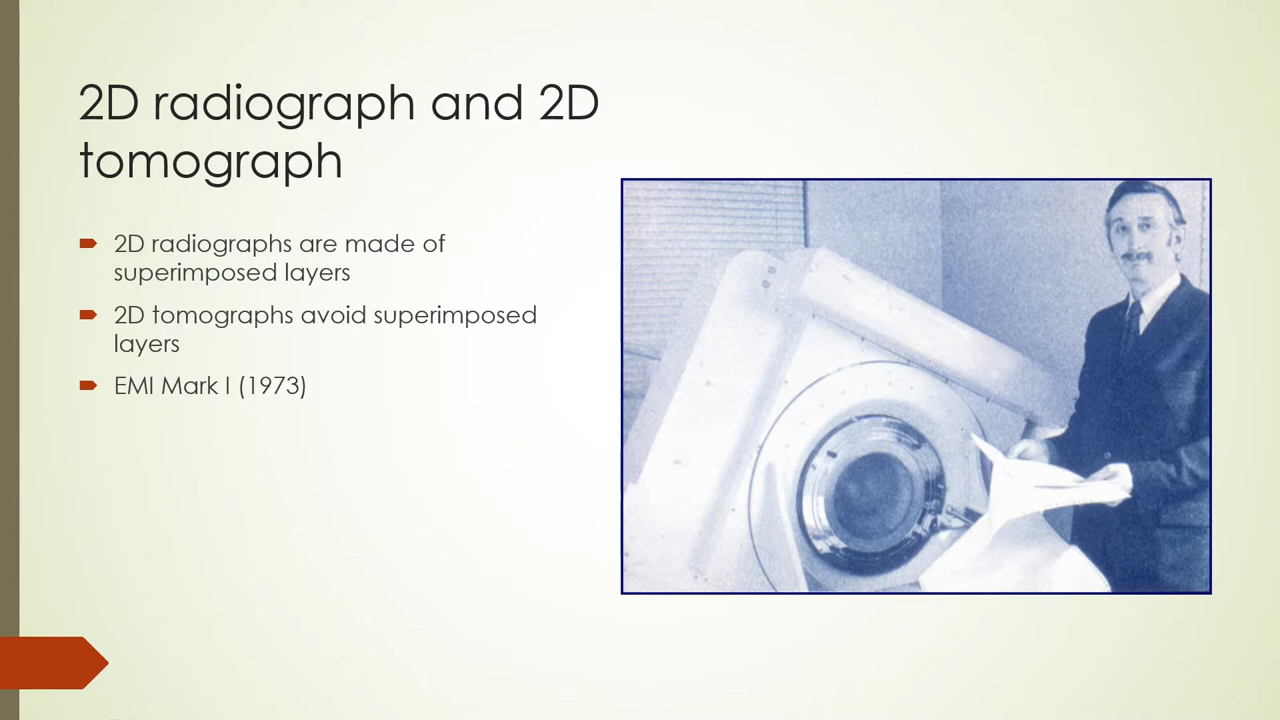 2D radiograph and 2D
tomograph
2D radiographs are made of
superimposed layers
2D tomographs avoid superimposed
layers
EMI Mark I (1973)